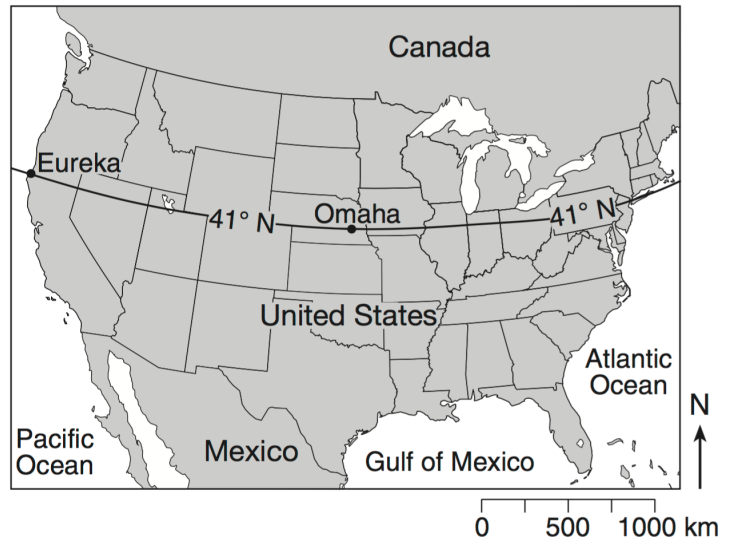 Canada
Eureka
Omaha
41° N
41° N
United States
Atlantic
Ocean
N
Pacific
Ocean
Mexico
Gulf of Mexico
0 500 1000 km